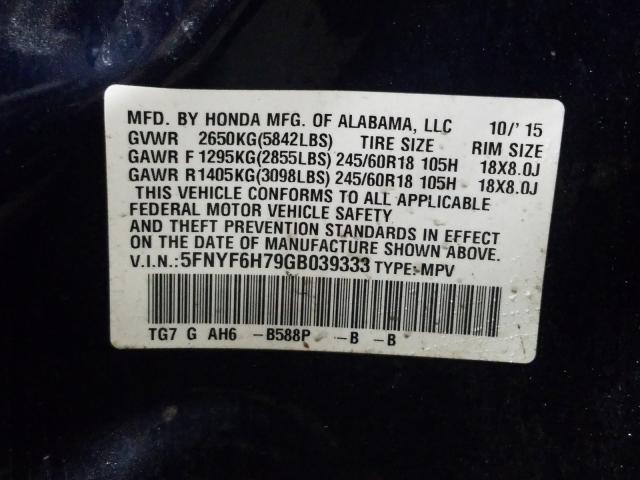 MFD. BY HONDA MFG. OF ALABAMA, LLC 10/'15
GVWR 2650KG(5842LBS) TIRE SIZE RIM SIZE
GAWR F 1295KG(2855LBS) 245/60R18 105H 18X8.0J
GAWR R1405KG(3098LBS) 245/60R18 105H 18X8.0J
THIS VEHICLE CONFORMS TO ALL APPLICABLE
FEDERAL MOTOR VEHICLE SAFETY
AND THEFT PREVENTION STANDARDS IN EFFECT
ON THE DATE OF MANUFACTURE SHOWN ABOVE.
V.I.N.: 5FNYF6H79GB039333 TYPE: MPV
TG7 G AH6 -B588P -B -B